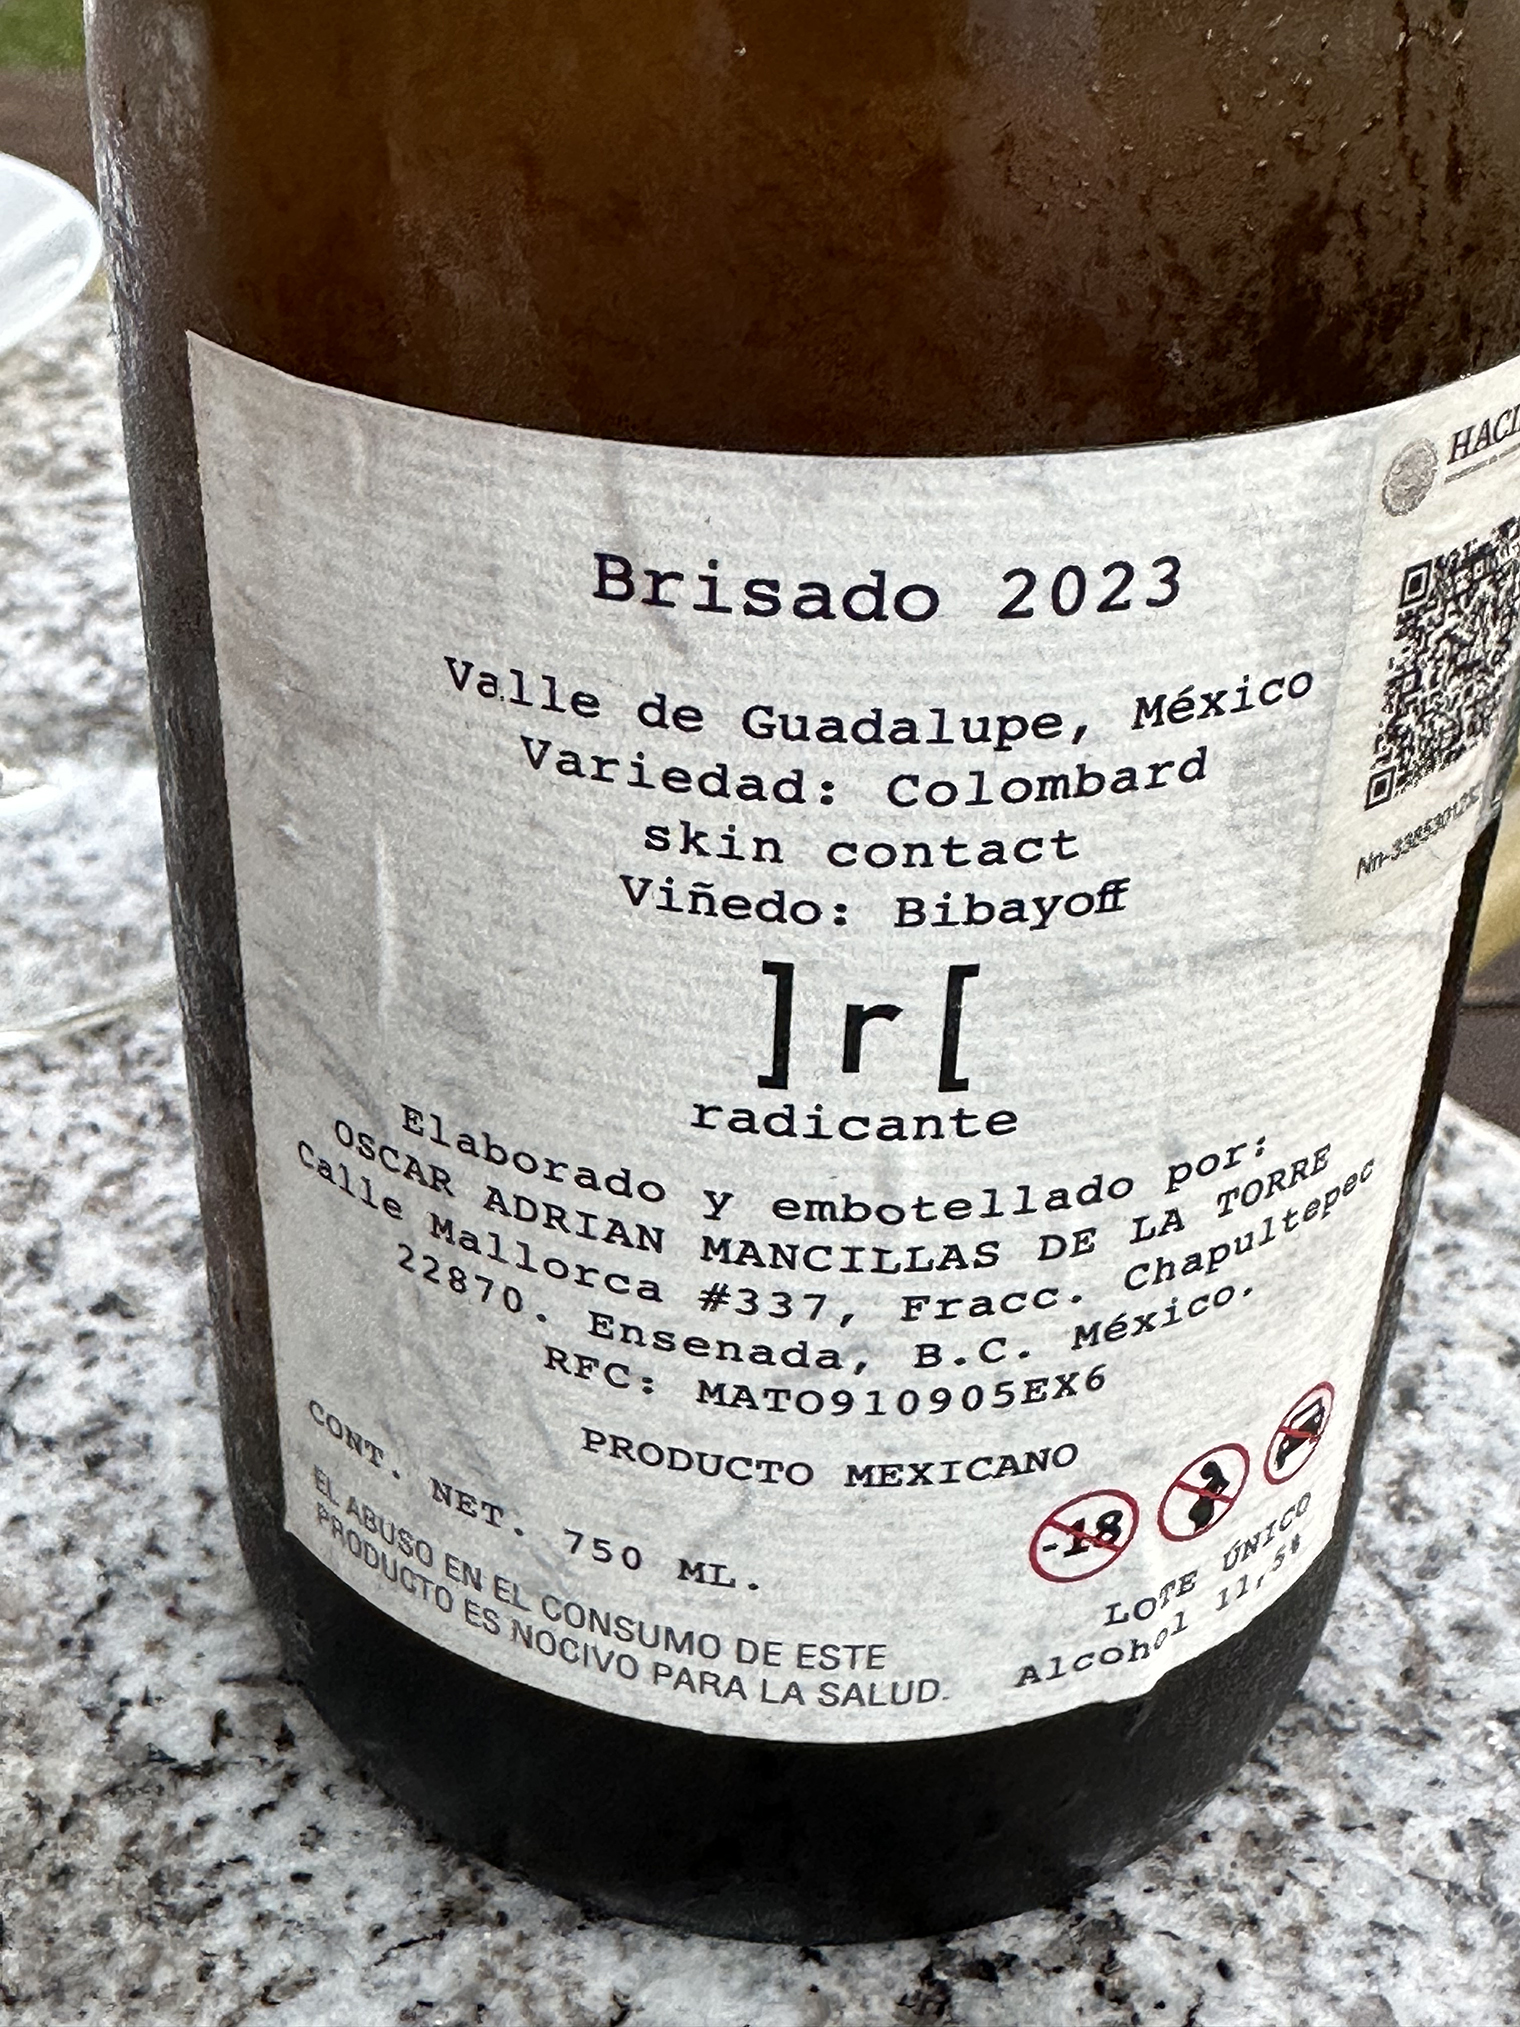 Brisado 2023
Valle de Guadalupe, México
Variedad: Colombard
skin contact
Viñedo: Bibayoff
]r[
radicante
Elaborado y embotellado por:
OSCAR ADRIAN MANCILLAS DE LA TORRE
Calle Mallorca #337, Fracc. Chapultepec
22870. Ensenada, B.C. México.
RFC: MATO910905EX6
PRODUCTO MEXICANO
CONT. NET. 750 ML.
EL ABUSO EN EL CONSUMO DE ESTE
PRODUCTO ES NOCIVO PARA LA SALUD.
-18
LOTE ÚNICO
Alcohol 11,5%